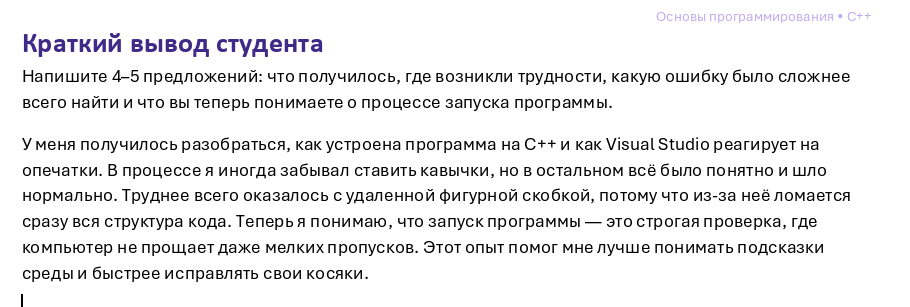 Основы программирования • C++
Краткий вывод студента
Напишите 4–5 предложений: что получилось, где возникли трудности, какую ошибку было сложнее
всего найти и что вы теперь понимаете о процессе запуска программы.
У меня получилось разобраться, как устроена программа на C++ и как Visual Studio реагирует на
опечатки. В процессе я иногда забывал ставить кавычки, но в остальном всё было понятно и шло
нормально. Труднее всего оказалось с удаленной фигурной скобкой, потому что из-за неё ломается
сразу вся структура кода. Теперь я понимаю, что запуск программы — это строгая проверка, где
компьютер не прощает даже мелких пропусков. Этот опыт помог мне лучше понимать подсказки
среды и быстрее исправлять свои косяки.